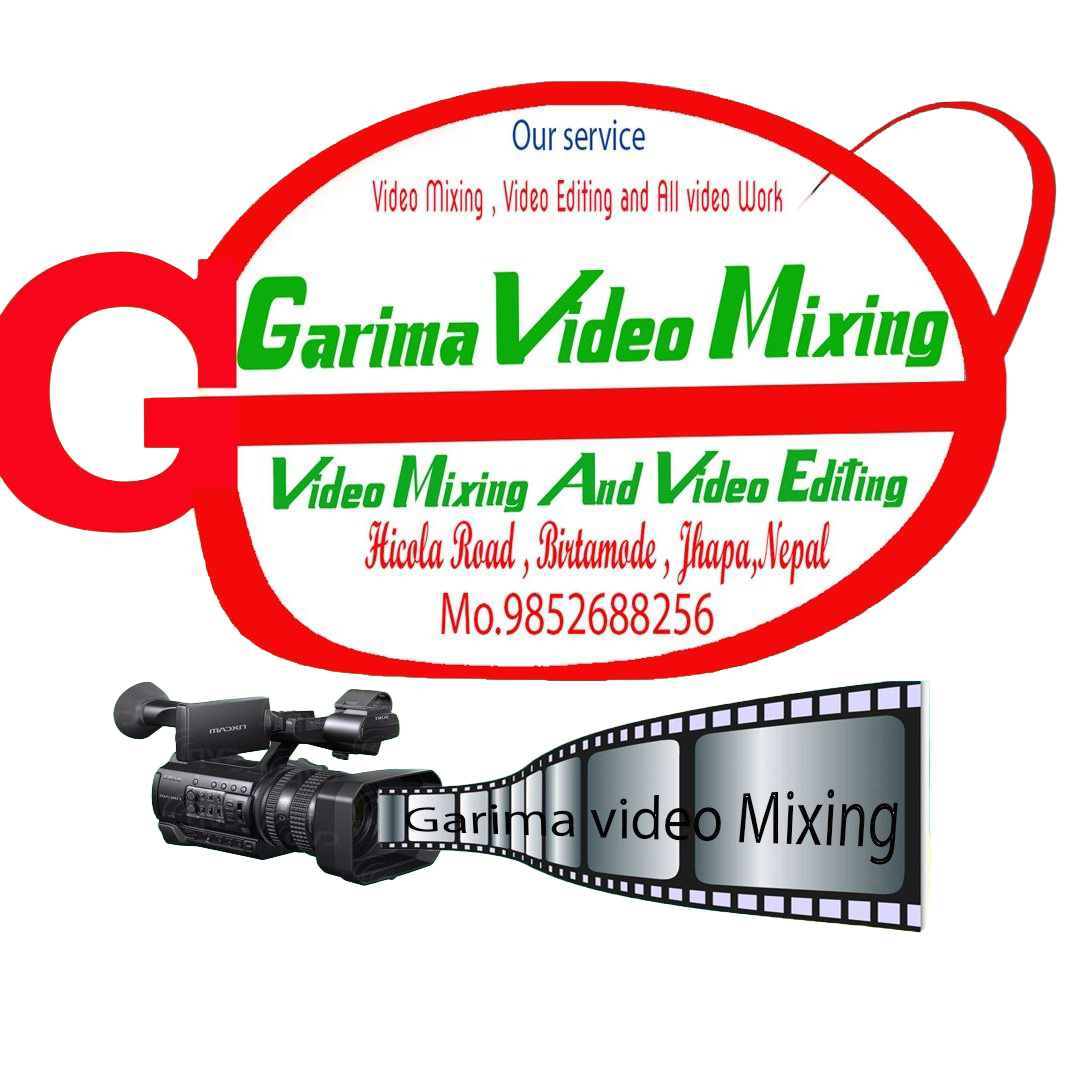 Our service
Video Mixing , Video Editing and All video Work
G
Garima Video Mixing
Video Mixing And Video Editing
Hicola Road , Birtamode , Jhapa,Nepal
Mo.9852688256
Garima video Mixing